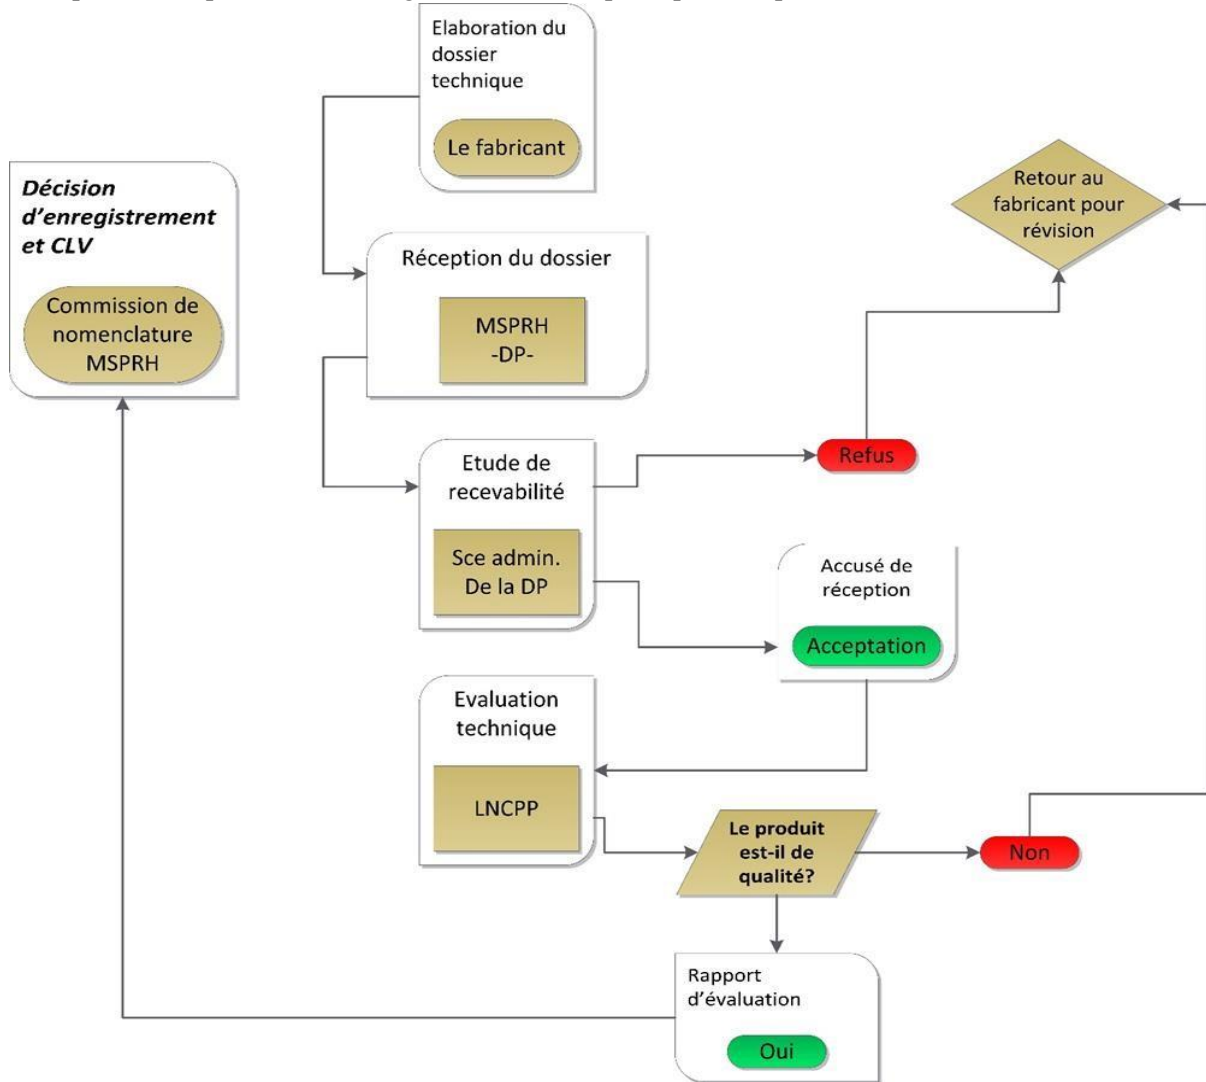 Elaboration du
dossier
technique
Le fabricant
Décision
d'enregistrement
et CLV
Commission de
nomenclature
MSPRH
Retour au
fabricant pour
révision
Réception du dossier
MSPRH
-DP-
Etude de
recevabilité
Sce admin.
De la DP
Refus
Accusé de
réception
Acceptation
Evaluation
technique
LNCPP
Le produit
est-il de
qualité?
Non
Rapport
d'évaluation
Oui